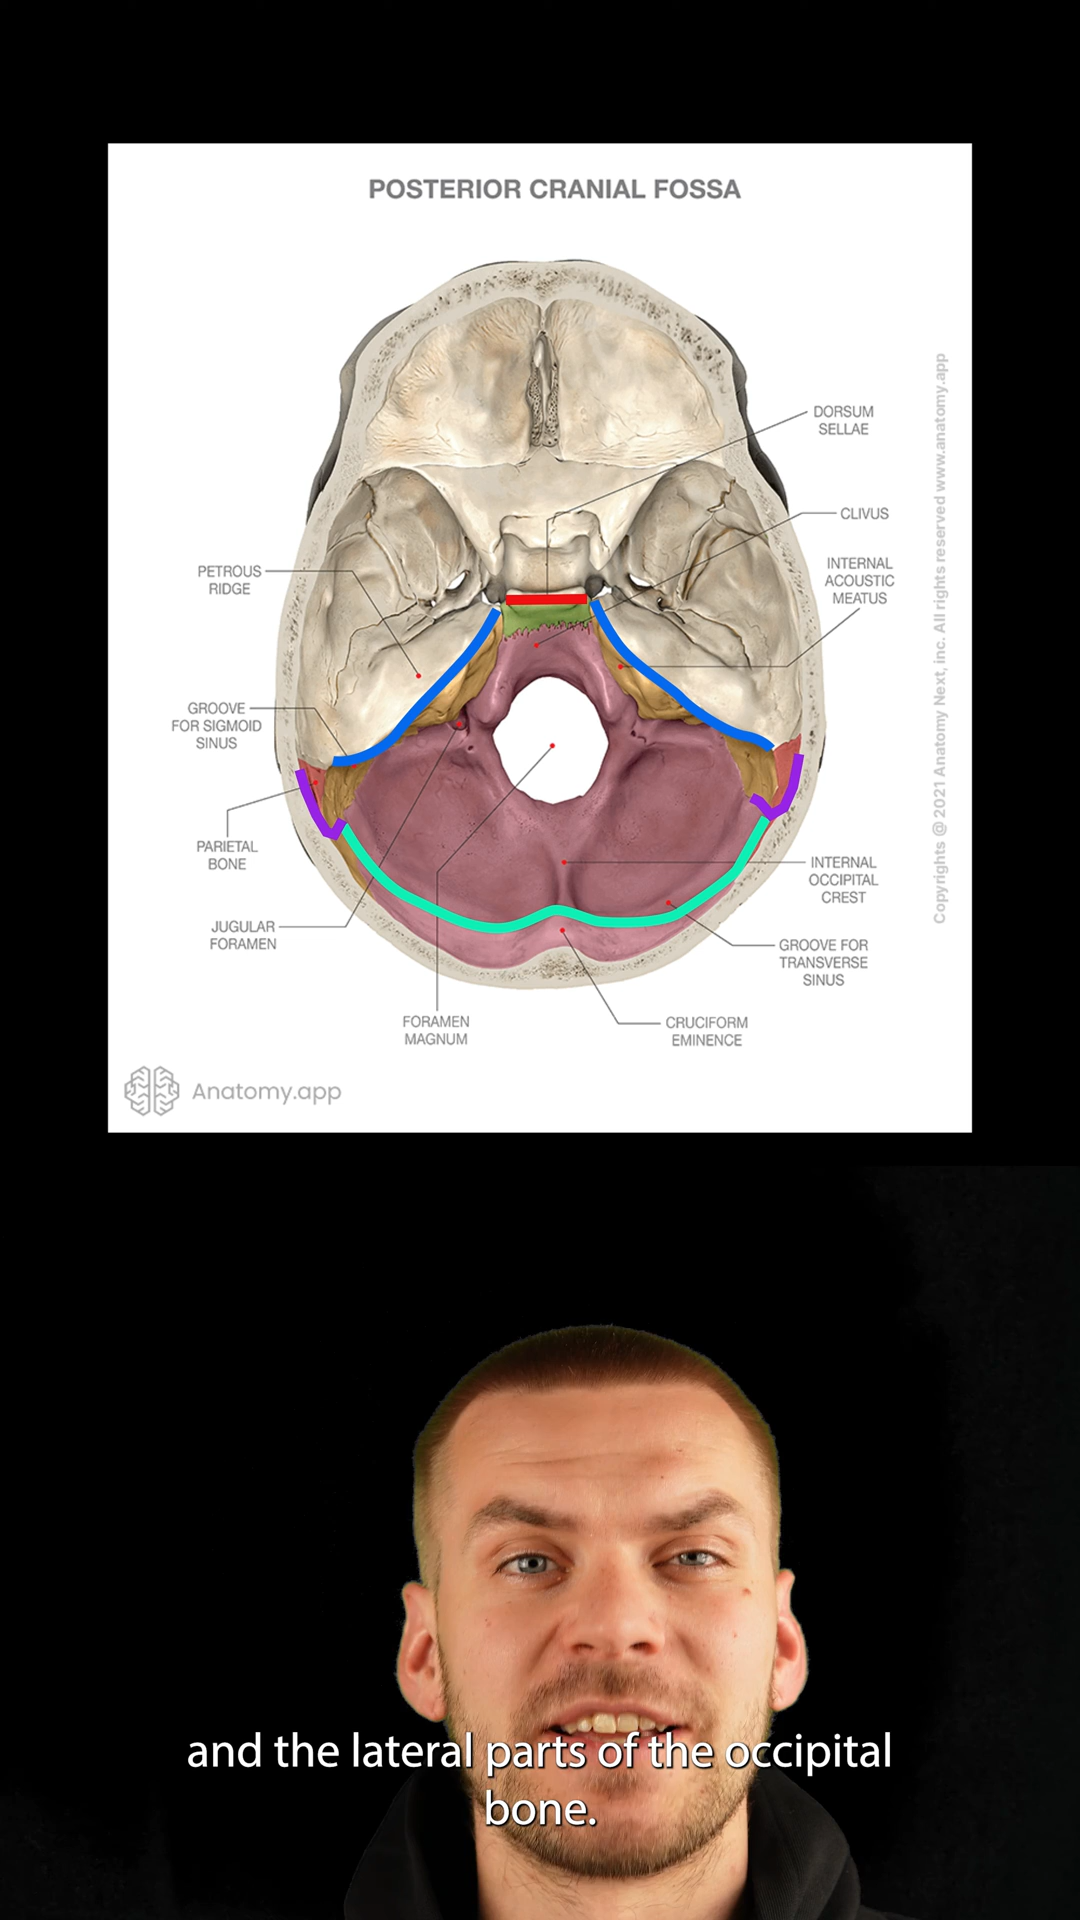 POSTERIOR CRANIAL FOSSA
DORSUM
SELLAE
CLIVUS
INTERNAL
ACOUSTIC
MEATUS
PETROUS
RIDGE
GROOVE
FOR SIGMOID
SINUS
PARIETAL
BONE
INTERNAL
OCCIPITAL
CREST
JUGULAR
FORAMEN
GROOVE FOR
TRANSVERSE
SINUS
FORAMEN
MAGNUM
CRUCIFORM
EMINENCE
Copyrights @ 2021 Anatomy Next, inc. All rights reserved www.anatomy.app
Anatomy.app
and the lateral parts of the occipital
bone.